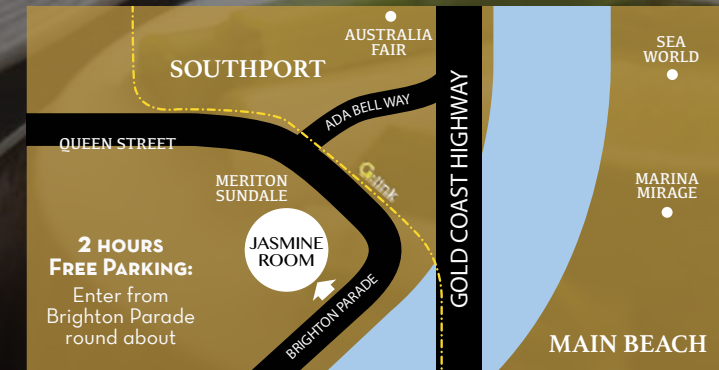 AUSTRALIA
FAIR
SEA
WORLD
SOUTHPORT
ADA BELL WAY
QUEEN STREET
G:link
GOLD COAST HIGHWAY
MERITON
SUNDALE
MARINA
MIRAGE
JASMINE
ROOM
2 HOURS
FREE PARKING:
Enter from
Brighton Parade
round about
BRIGHTON PARADE
MAIN BEACH